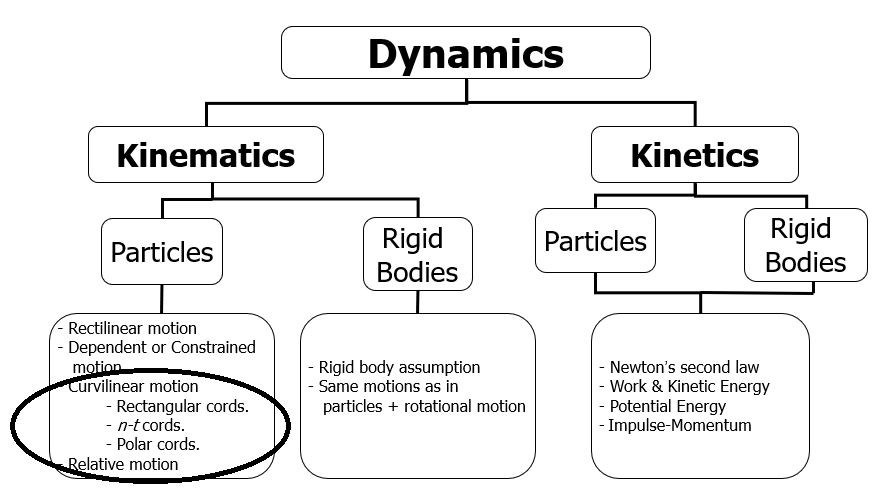 Dynamics
Kinematics
Kinetics
Particles
Rigid
Bodies
Particles
Rigid
Bodies
- Rectilinear motion
- Dependent or Constrained
motion
- Curvilinear motion
- Rectangular cords.
- n-t cords.
- Polar cords.
- Relative motion
- Rigid body assumption
- Same motions as in
particles + rotational motion
- Newton's second law
- Work & Kinetic Energy
- Potential Energy
- Impulse-Momentum